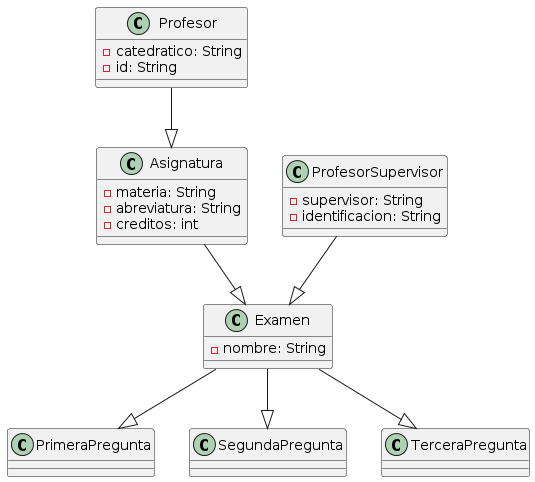 C Profesor
catedratico: String
id: String
C Asignatura
materia: String
abreviatura: String
creditos: int
C ProfesorSupervisor
supervisor: String
identificacion: String
C Examen
nombre: String
C PrimeraPregunta
C SegundaPregunta
C TerceraPregunta